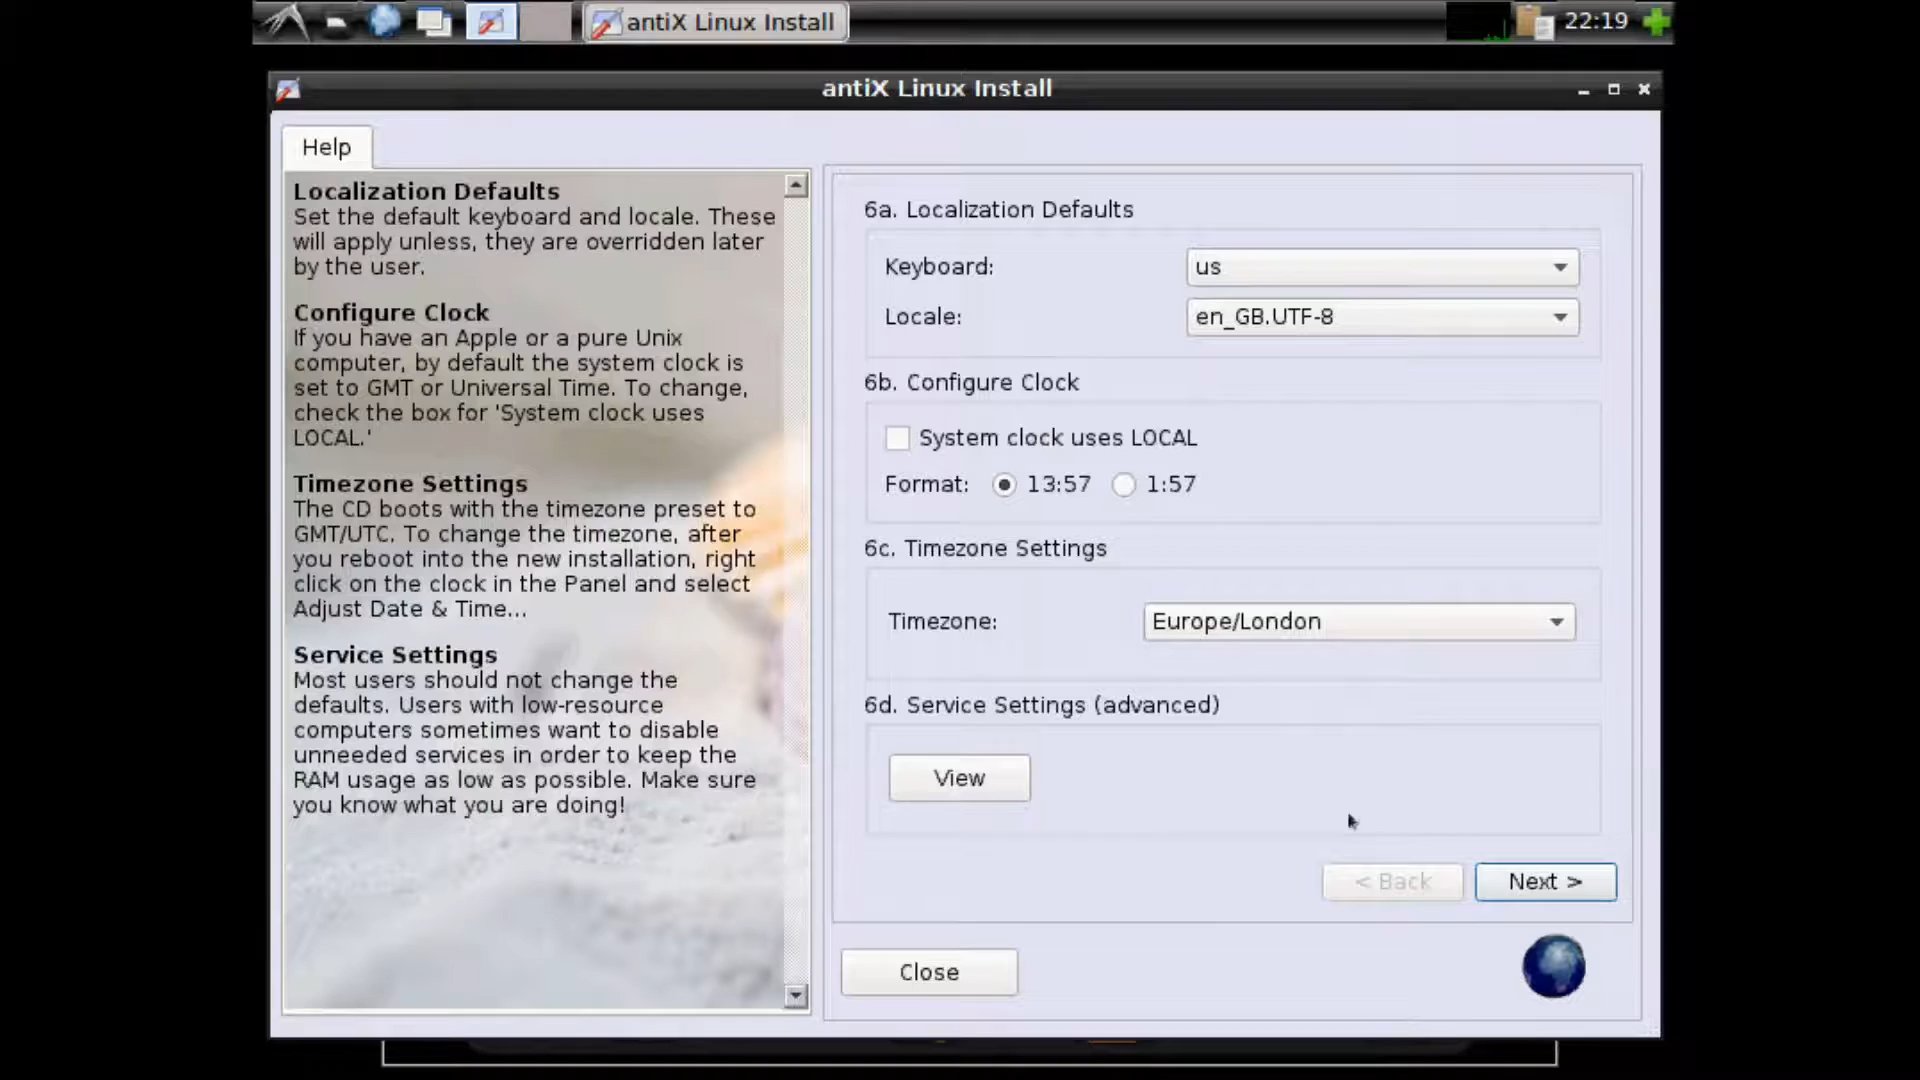 antiX Linux Install
22:19
antiX Linux Install
Help
Localization Defaults
Set the default keyboard and locale. These
will apply unless, they are overridden later
by the user.
Configure Clock
If you have an Apple or a pure Unix
computer, by default the system clock is
set to GMT or Universal Time. To change,
check the box for 'System clock uses
LOCAL.'
Timezone Settings
The CD boots with the timezone preset to
GMT/UTC. To change the timezone, after
you reboot into the new installation, right
click on the clock in the Panel and select
Adjust Date & Time...
Service Settings
Most users should not change the
defaults. Users with low-resource
computers sometimes want to disable
unneeded services in order to keep the
RAM usage as low as possible. Make sure
you know what you are doing!
6a. Localization Defaults
Keyboard: us
Locale: en_GB.UTF-8
6b. Configure Clock
System clock uses LOCAL
Format: 13:57 1:57
6c. Timezone Settings
Timezone: Europe/London
6d. Service Settings (advanced)
View
< Back Next >
Close